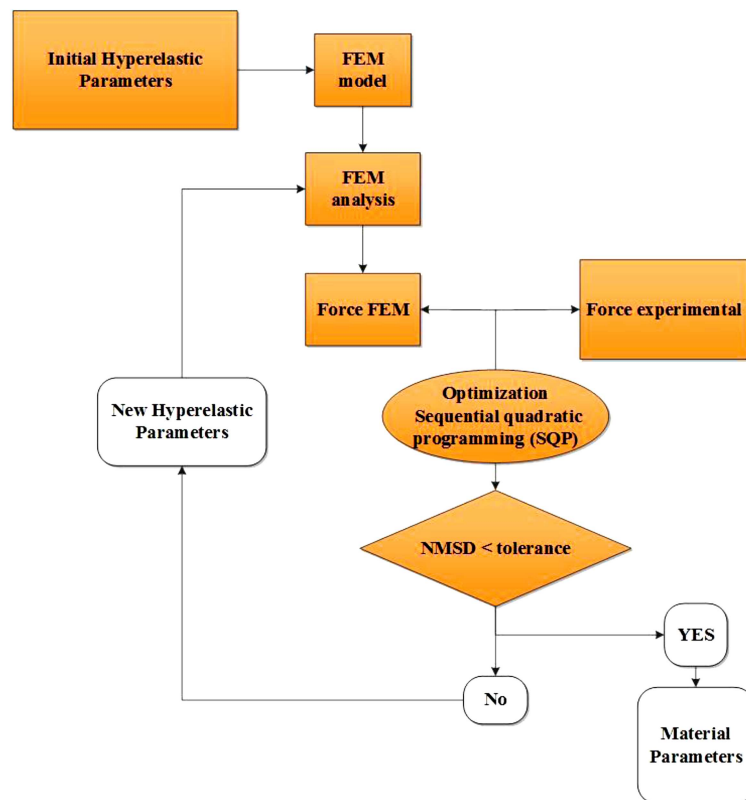 Initial Hyperelastic
Parameters
FEM
model
FEM
analysis
Force FEM
Force experimental
Optimization
Sequential quadratic
programming (SQP)
New Hyperelastic
Parameters
NMSD < tolerance
YES
No
Material
Parameters